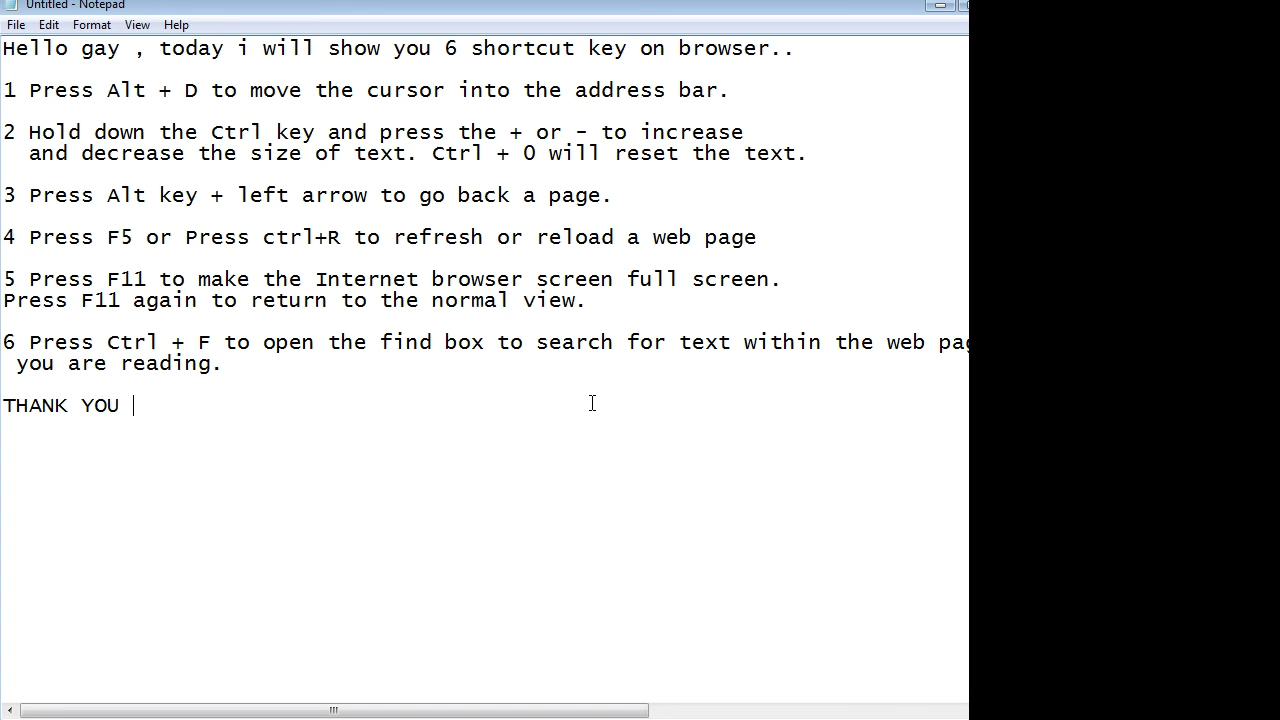 Untitled - Notepad
File Edit Format View Help
Hello gay , today i will show you 6 shortcut key on browser..
1 Press Alt + D to move the cursor into the address bar.
2 Hold down the Ctrl key and press the + or - to increase
and decrease the size of text. Ctrl + 0 will reset the text.
3 Press Alt key + left arrow to go back a page.
4 Press F5 or Press ctrl+R to refresh or reload a web page
5 Press F11 to make the Internet browser screen full screen.
Press F11 again to return to the normal view.
6 Press Ctrl + F to open the find box to search for text within the web pag
you are reading.
THANK YOU